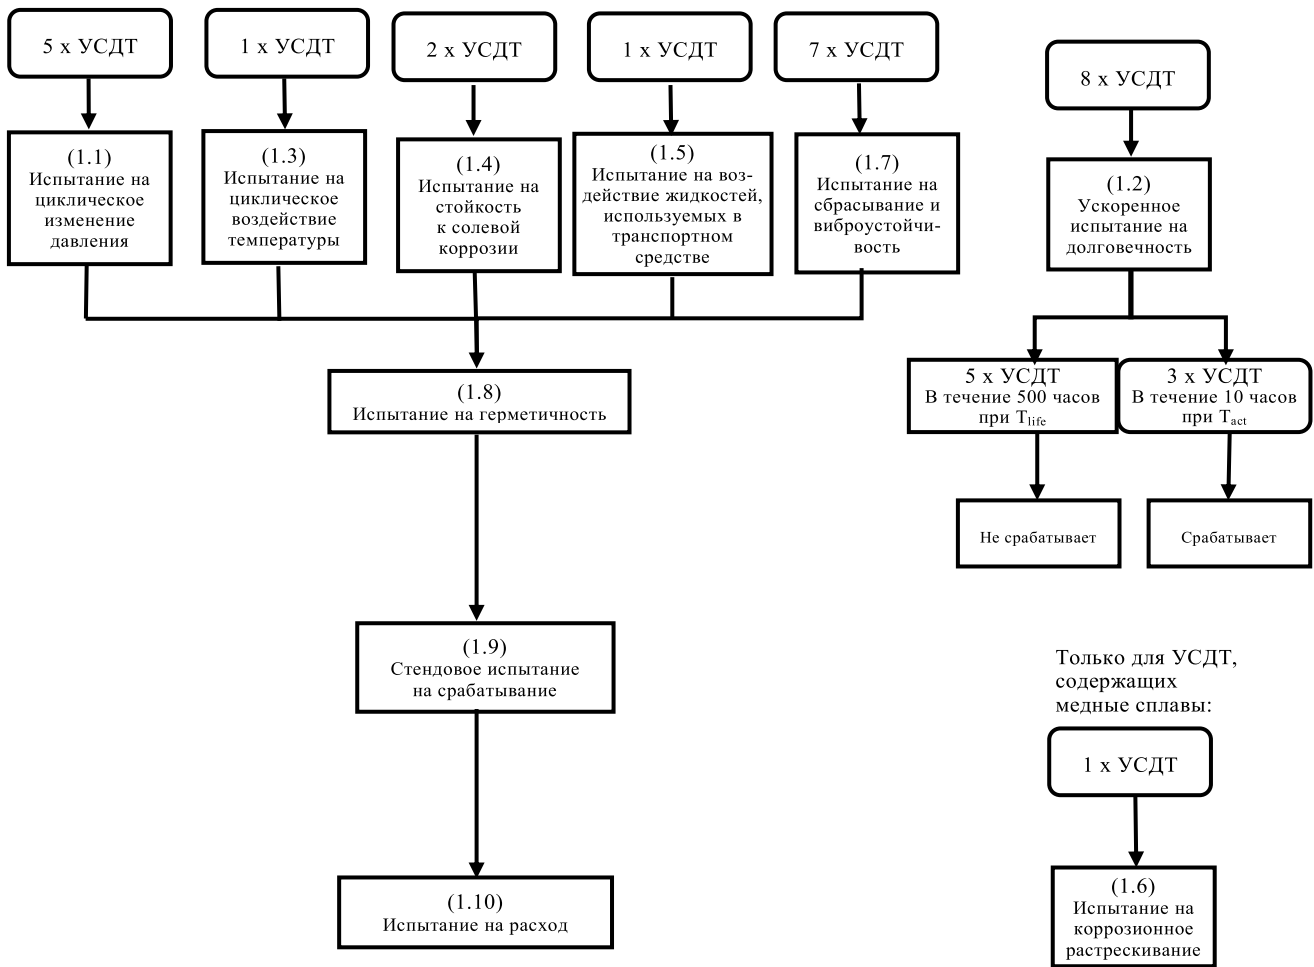 5 x УСДТ
1 x УСДТ
2 x УСДТ
1 x УСДТ
7 x УСДТ
8 x УСДТ
(1.1)
Испытание на
циклическое
изменение
давления
(1.3)
Испытание на
циклическое
воздействие
температуры
(1.4)
Испытание на
стойкость
к солевой
коррозии
(1.5)
Испытание на воз-
действие жидкостей,
используемых в
транспортном
средстве
(1.7)
Испытание на
сбрасывание и
виброустойчи-
вость
(1.2)
Ускоренное
испытание на
долговечность
(1.8)
Испытание на герметичность
5 x УСДТ
В течение 500 часов
при Tlife
3 x УСДТ
В течение 10 часов
при Tact
Не срабатывает
Срабатывает
(1.9)
Стендовое испытание
на срабатывание
Только для УСДТ,
содержащих
медные сплавы:
1 x УСДТ
(1.10)
Испытание на расход
(1.6)
Испытание на
коррозионное
растрескивание